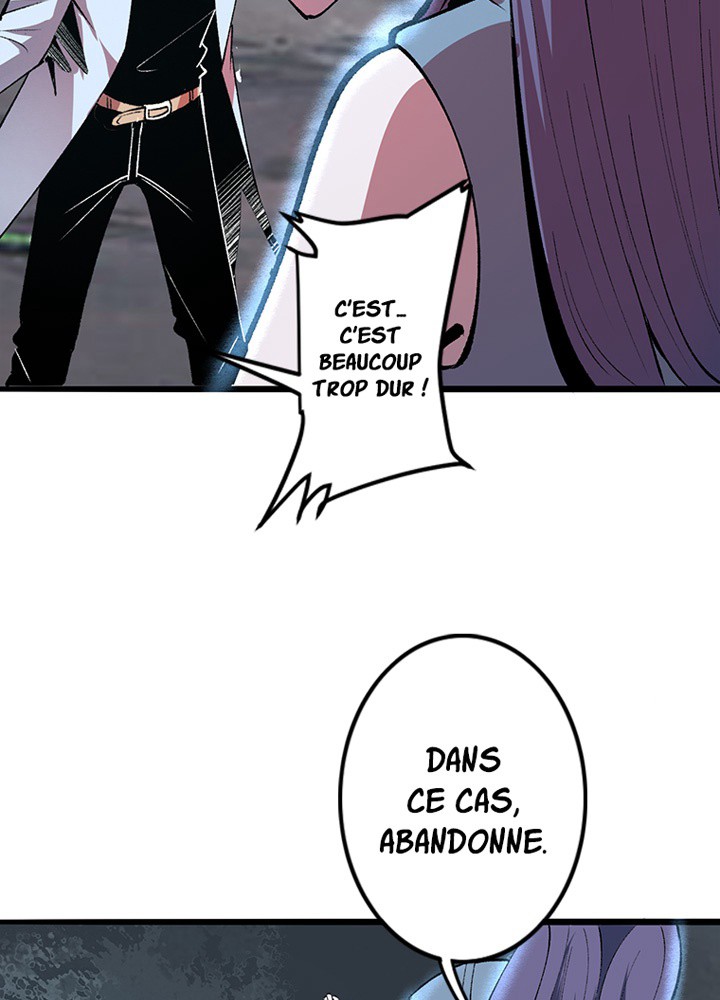 C'EST...
C'EST
BEAUCOUP
TROP DUR !
DANS
CE CAS,
ABANDONNE.